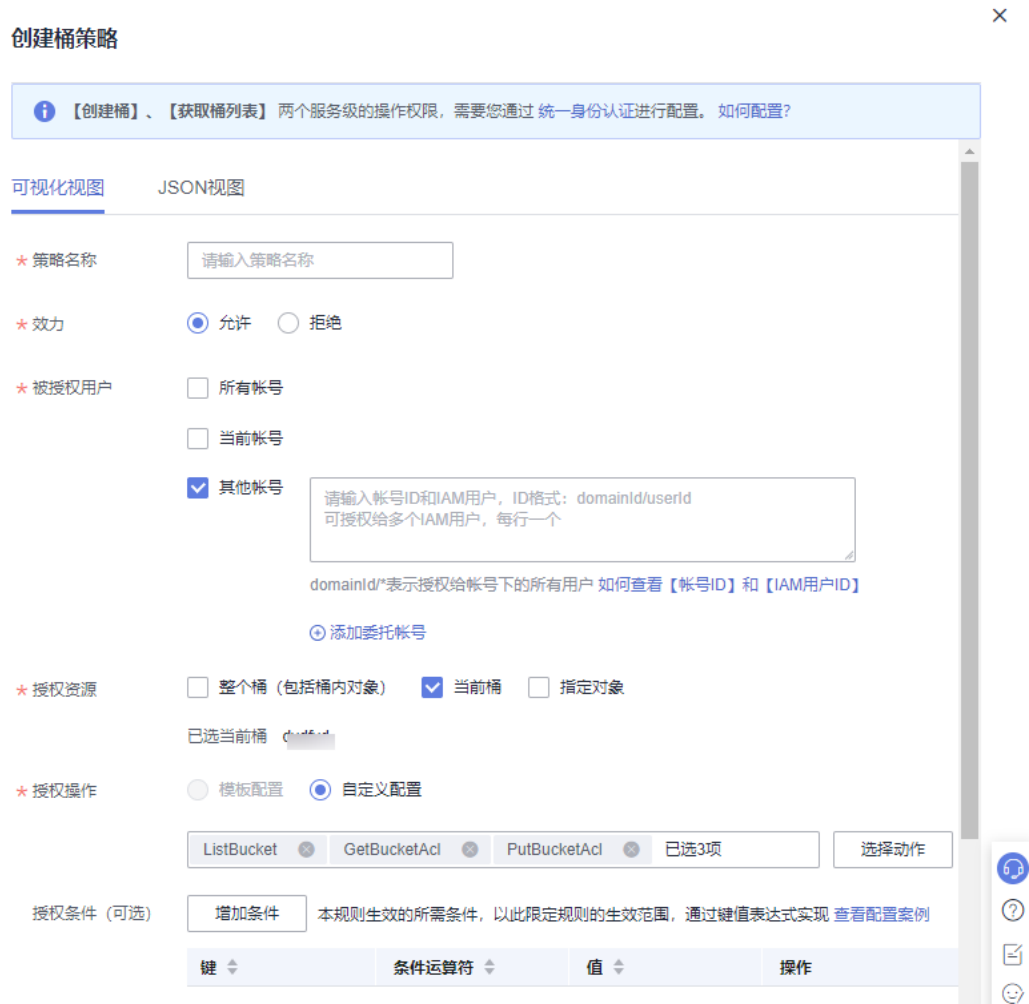 创建桶策略
【创建桶】、【获取桶列表】两个服务级的操作权限，需要您通过 统一身份认证进行配置。 如何配置?
可视化视图 JSON视图
* 策略名称 请输入策略名称
* 效力 允许 拒绝
* 被授权用户 所有帐号
当前帐号
其他帐号 请输入帐号ID和IAM用户，ID格式：domainId/userId
可授权给多个IAM用户，每行一个
domainId/*表示授权给帐号下的所有用户 如何查看【帐号ID】和【IAM用户ID】
添加委托帐号
* 授权资源 整个桶（包括桶内对象） 当前桶 指定对象
已选当前桶
* 授权操作 模板配置 自定义配置
ListBucket GetBucketAcl PutBucketAcl 已选3项 选择动作
授权条件（可选） 增加条件 本规则生效的所需条件，以此限定规则的生效范围，通过键值表达式实现 查看配置案例
键 条件运算符 值 操作